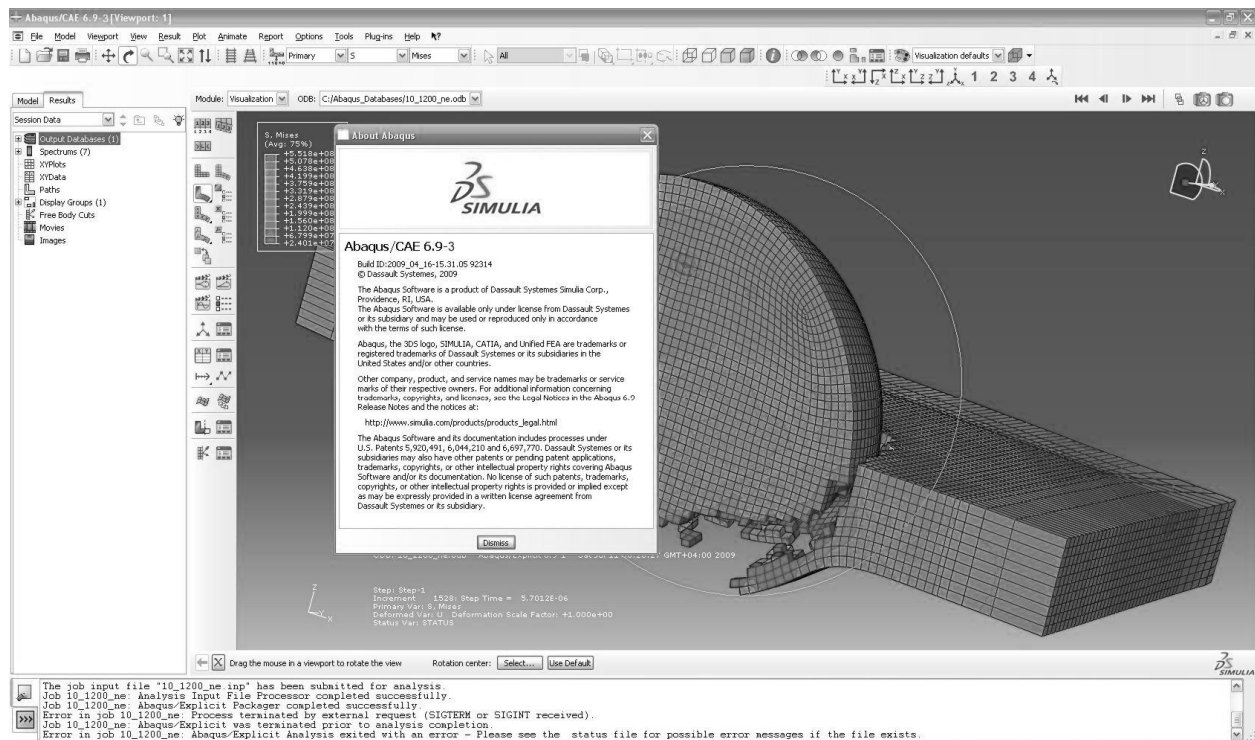 Abaqus/CAE 6.9-3 [Viewport: 1]
File Model Viewport View Result Plot Animate Report Options Tools Plug-ins Help
Primary S Mises All Visualization defaults
1 2 3 4
Model Results
Module: Visualization ODB: C:/Abaqus_Databases/10_1200_ne.odb
Session Data
Output Databases (1)
Spectrums (7)
XYPlots
XYData
Paths
Display Groups (1)
Free Body Cuts
Movies
Images
S, Mises
(Avg: 75%)
+5.518e+08
+5.078e+08
+4.638e+08
+4.199e+08
+3.759e+08
+3.319e+08
+2.879e+08
+2.439e+08
+1.999e+08
+1.560e+08
+1.120e+08
+6.799e+07
+2.401e+07
About Abaqus
3DS
SIMULIA
Abaqus/CAE 6.9-3
Build ID:2009_04_16-15.31.05 92314
© Dassault Systemes, 2009
The Abaqus Software is a product of Dassault Systemes Simulia Corp.,
Providence, RI, USA.
The Abaqus Software is available only under license from Dassault Systemes
or its subsidiary and may be used or reproduced only in accordance
with the terms of such license.
Abaqus, the 3DS logo, SIMULIA, CATIA, and Unified FEA are trademarks or
registered trademarks of Dassault Systemes or its subsidiaries in the
United States and/or other countries.
Other company, product, and service names may be trademarks or service
marks of their respective owners. For additional information concerning
trademarks, copyrights, and licenses, see the Legal Notices in the Abaqus 6.9
Release Notes and the notices at:
http://www.simulia.com/products/products_legal.html
The Abaqus Software and its documentation includes processes under
U.S. Patents 5,920,491, 6,044,210 and 6,697,770. Dassault Systemes or its
subsidiaries may also have other patents or pending patent applications,
trademarks, copyrights, or other intellectual property rights covering Abaqus
Software and/or its documentation. No license of such patents, trademarks,
copyrights, or other intellectual property rights is provided or implied except
as may be expressly provided in a written license agreement from
Dassault Systemes or its subsidiary.
Dismiss
GMT+04:00 2009
Step: Step-1
Increment 1528: Step Time = 5.7012E-06
Primary Var: S, Mises
Deformed Var: U Deformation Scale Factor: +1.000e+00
Status Var: STATUS
Z
X
Z
Drag the mouse in a viewport to rotate the view Rotation center: Select... Use Default
SIMULIA
The job input file "10_1200_ne.inp" has been submitted for analysis.
Job 10_1200_ne: Analysis Input File Processor completed successfully.
Job 10_1200_ne: Abaqus/Explicit Packager completed successfully.
Error in job 10_1200_ne: Process terminated by external request (SIGTERM or SIGINT received).
Job 10_1200_ne: Abaqus/Explicit was terminated prior to analysis completion.
Error in job 10_1200_ne: Abaqus/Explicit Analysis exited with an error - Please see the status file for possible error messages if the file exists.